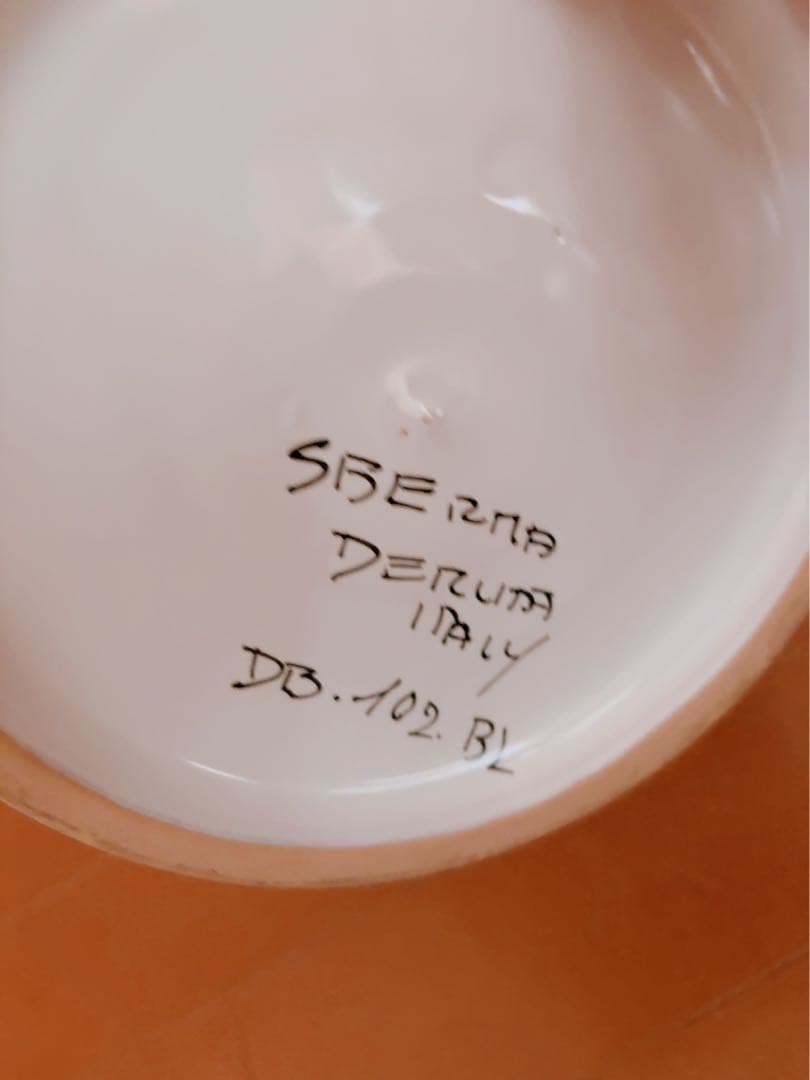 SBERNA
DERUTA
ITALY
DB.102.BL